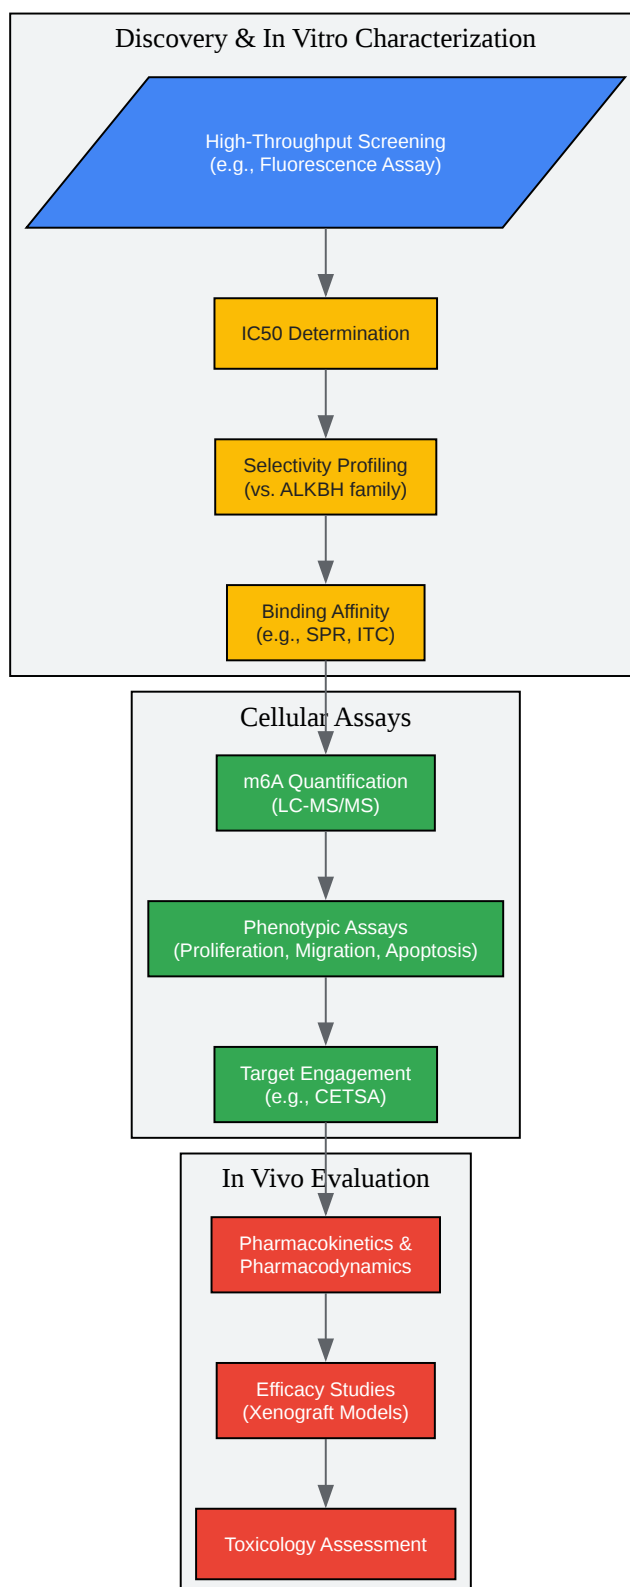 Discovery & In Vitro Characterization
High-Throughput Screening
(e.g., Fluorescence Assay)
IC50 Determination
Selectivity Profiling
(vs. ALKBH family)
Binding Affinity
(e.g., SPR, ITC)
Cellular Assays
m6A Quantification
(LC-MS/MS)
Phenotypic Assays
(Proliferation, Migration, Apoptosis)
Target Engagement
(e.g., CETSA)
In Vivo Evaluation
Pharmacokinetics &
Pharmacodynamics
Efficacy Studies
(Xenograft Models)
Toxicology Assessment